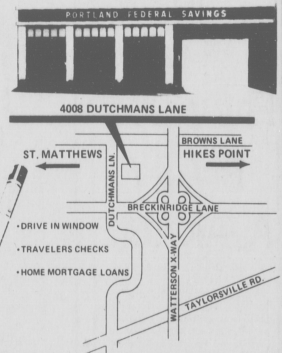 PORTLAND FEDERAL SAVINGS
4008 DUTCHMANS LANE
BROWNS LANE
ST. MATTHEWS
HIKES POINT
DUTCHMANS LN.
BRECKINRIDGE LANE
• DRIVE IN WINDOW
• TRAVELERS CHECKS
• HOME MORTGAGE LOANS
WATTERSON X WAY
TAYLORSVILLE RD.